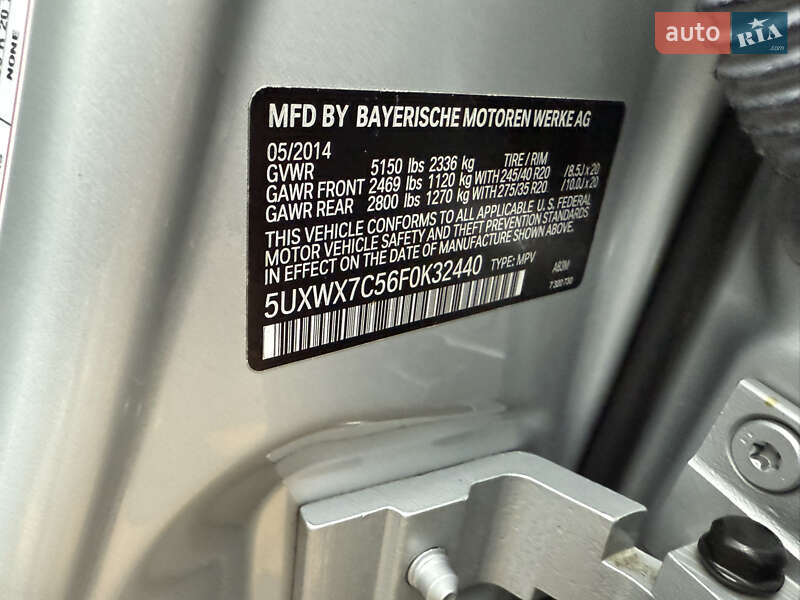 auto RIA
NONE
MFD BY BAYERISCHE MOTOREN WERKE AG
05/2014
GVWR 5150 lbs 2336 kg TIRE / RIM
GAWR FRONT 2469 lbs 1120 kg WITH 245/40 R20 /8.5J x 20
GAWR REAR 2800 lbs 1270 kg WITH 275/35 R20 /10.0J x 20
THIS VEHICLE CONFORMS TO ALL APPLICABLE U.S. FEDERAL
MOTOR VEHICLE SAFETY AND THEFT PREVENTION STANDARDS
IN EFFECT ON THE DATE OF MANUFACTURE SHOWN ABOVE.
5UXWX7C56F0K32440 TYPE: MPV A83M
T 300730